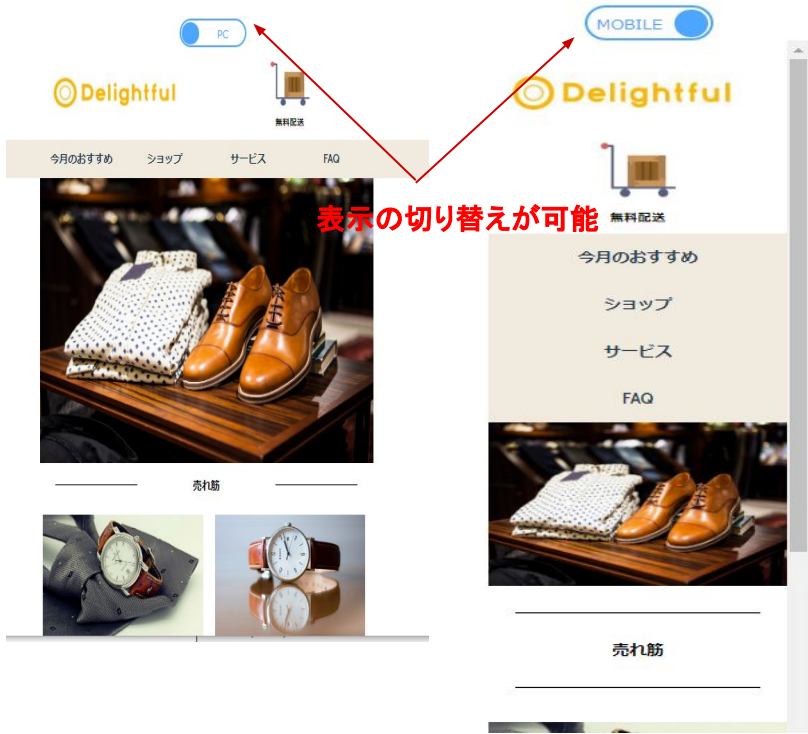 PC
Delightful
無料配送
今月のおすすめ ショップ サービス FAQ
売れ筋
表示の切り替えが可能
MOBILE
Delightful
無料配送
今月のおすすめ
ショップ
サービス
FAQ
売れ筋